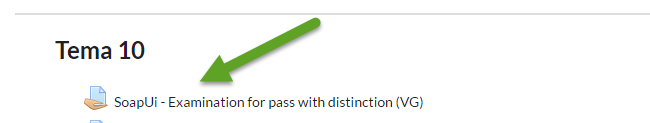 Tema 10
SoapUi - Examination for pass with distinction (VG)